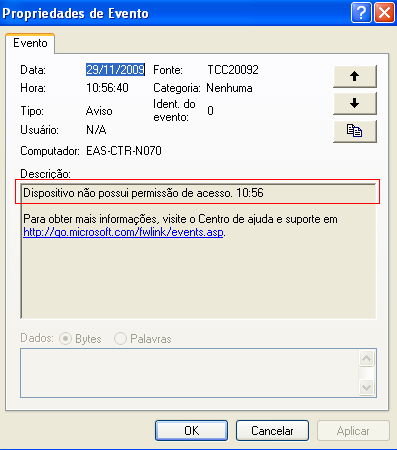 Propriedades de Evento
Evento
Data: 29/11/2009 Fonte: TCC20092
Hora: 10:56:40 Categoria: Nenhuma
Tipo: Aviso Ident. do evento: 0
Usuário: N/A
Computador: EAS-CTR-N070
Descrição:
Dispositivo não possui permissão de acesso. 10:56
Para obter mais informações, visite o Centro de ajuda e suporte em
http://go.microsoft.com/fwlink/events.asp.
Dados: Bytes Palavras
OK Cancelar Aplicar